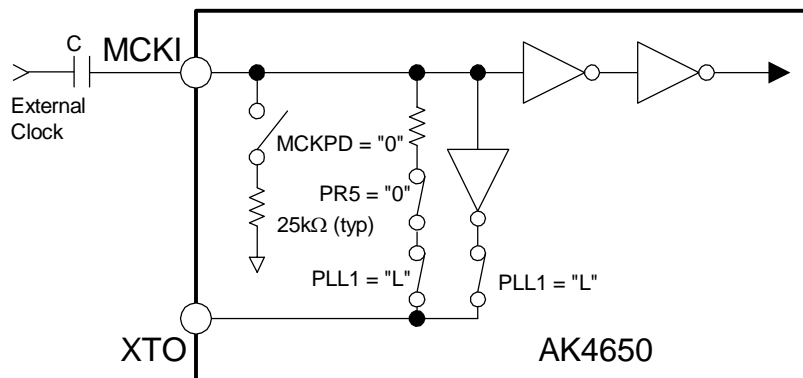 C
MCKI
External
Clock
MCKPD = "0"
PR5 = "0"
25kΩ (typ)
PLL1 = "L"
PLL1 = "L"
XTO
AK4650